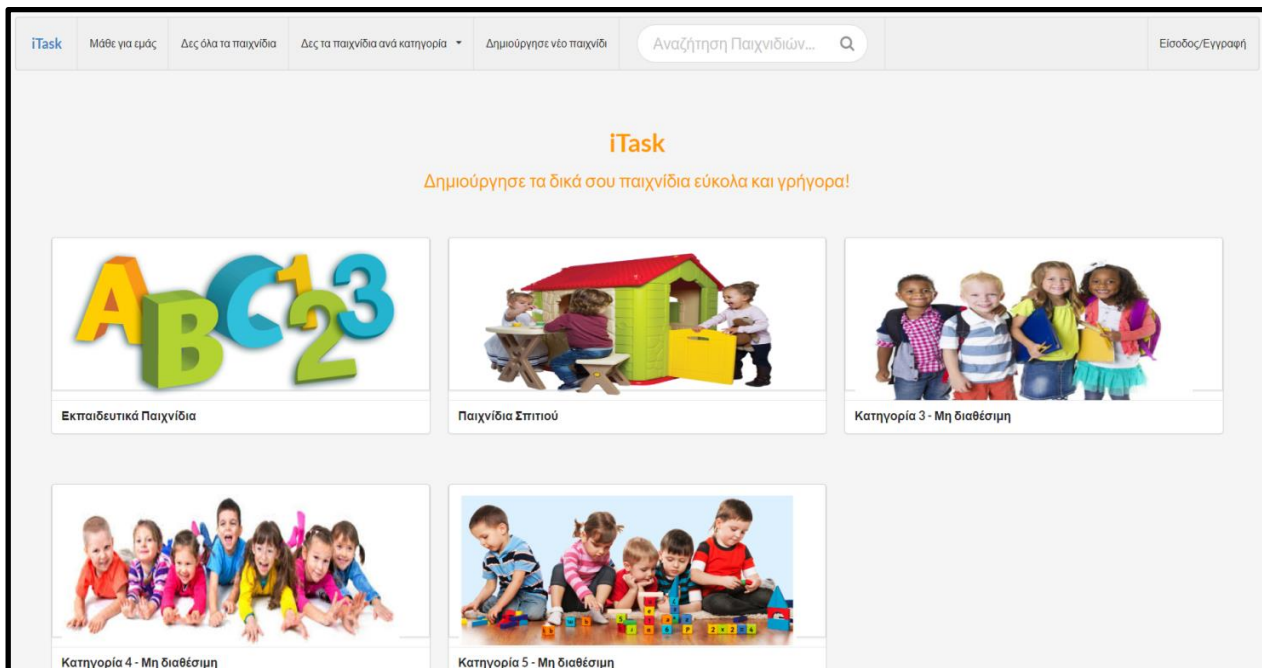 iTask
Μάθε για εμάς
Δες όλα τα παιχνίδια
Δες τα παιχνίδια ανά κατηγορία
Δημιούργησε νέο παιχνίδι
Αναζήτηση Παιχνιδιών...
Είσοδος/Εγγραφή
iTask
Δημιούργησε τα δικά σου παιχνίδια εύκολα και γρήγορα!
ABC123
Εκπαιδευτικά Παιχνίδια
Παιχνίδια Σπιτιού
Κατηγορία 3 - Μη διαθέσιμη
Κατηγορία 4 - Μη διαθέσιμη
Κατηγορία 5 - Μη διαθέσιμη